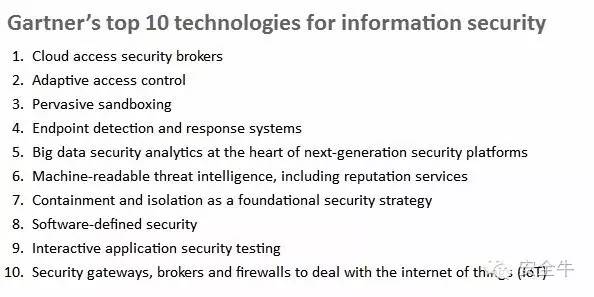 Gartner's top 10 technologies for information security
1. Cloud access security brokers
2. Adaptive access control
3. Pervasive sandboxing
4. Endpoint detection and response systems
5. Big data security analytics at the heart of next-generation security platforms
6. Machine-readable threat intelligence, including reputation services
7. Containment and isolation as a foundational security strategy
8. Software-defined security
9. Interactive application security testing
10. Security gateways, brokers and firewalls to deal with the internet of things (IoT)
安全牛